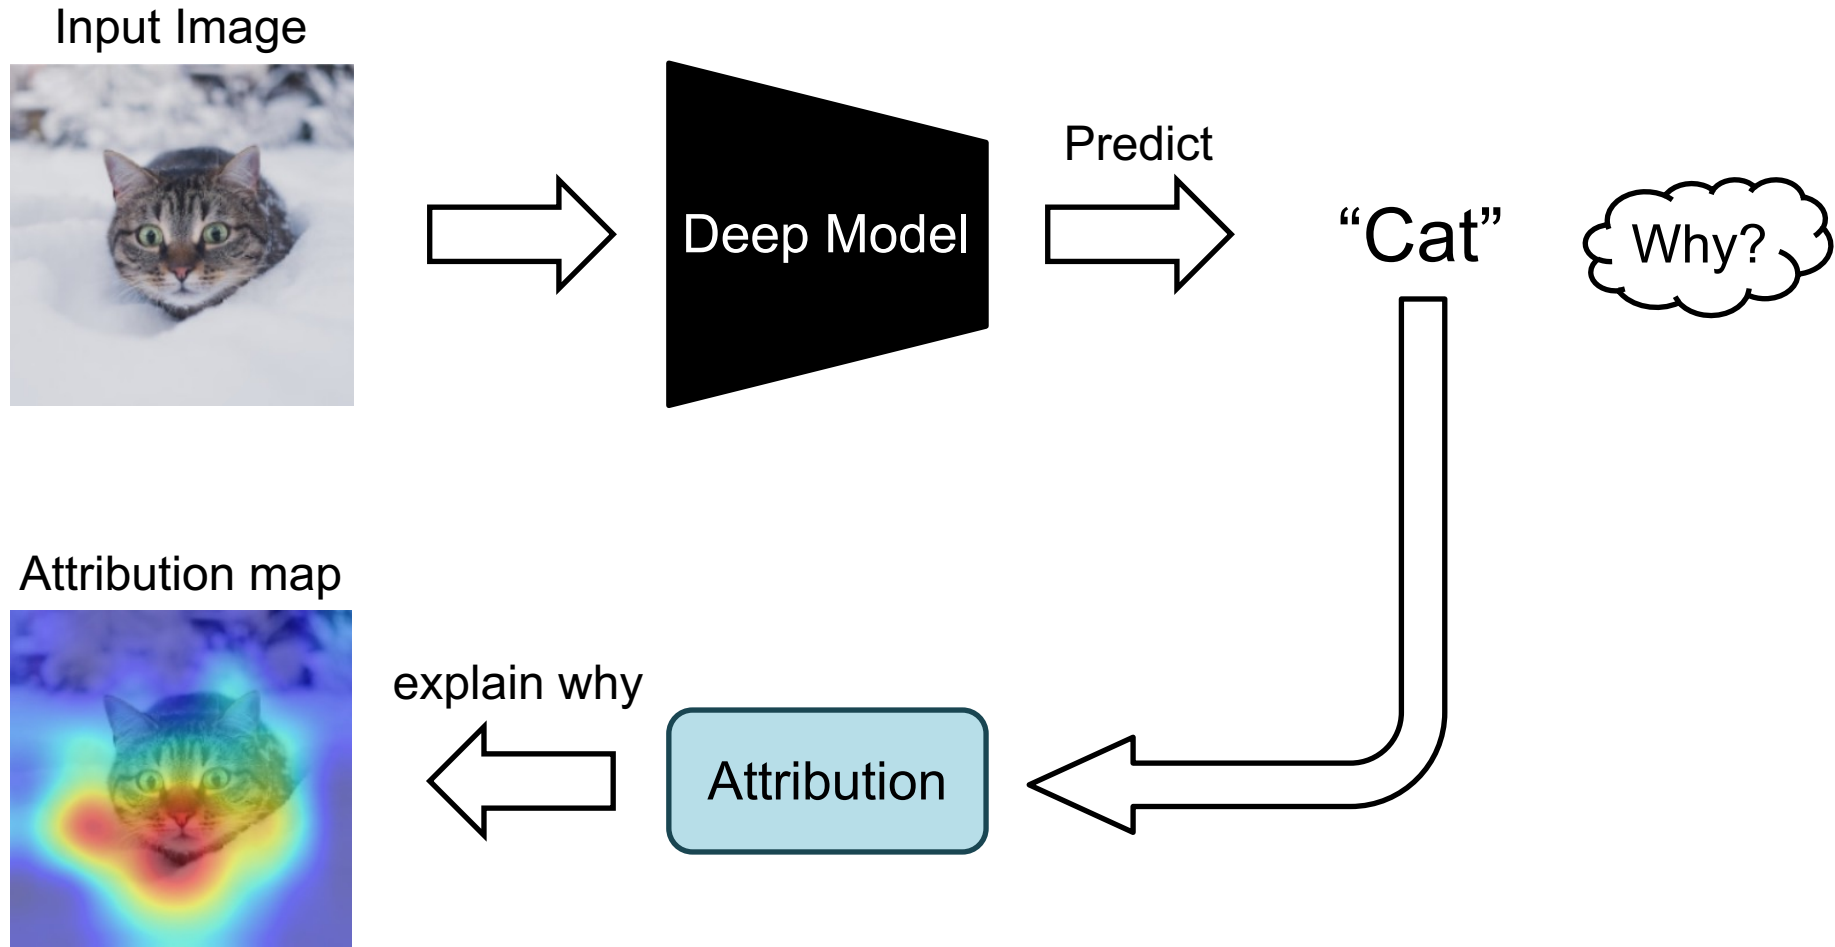 Input Image
Predict
Deep Model
“Cat”
Why?
Attribution map
explain why
Attribution